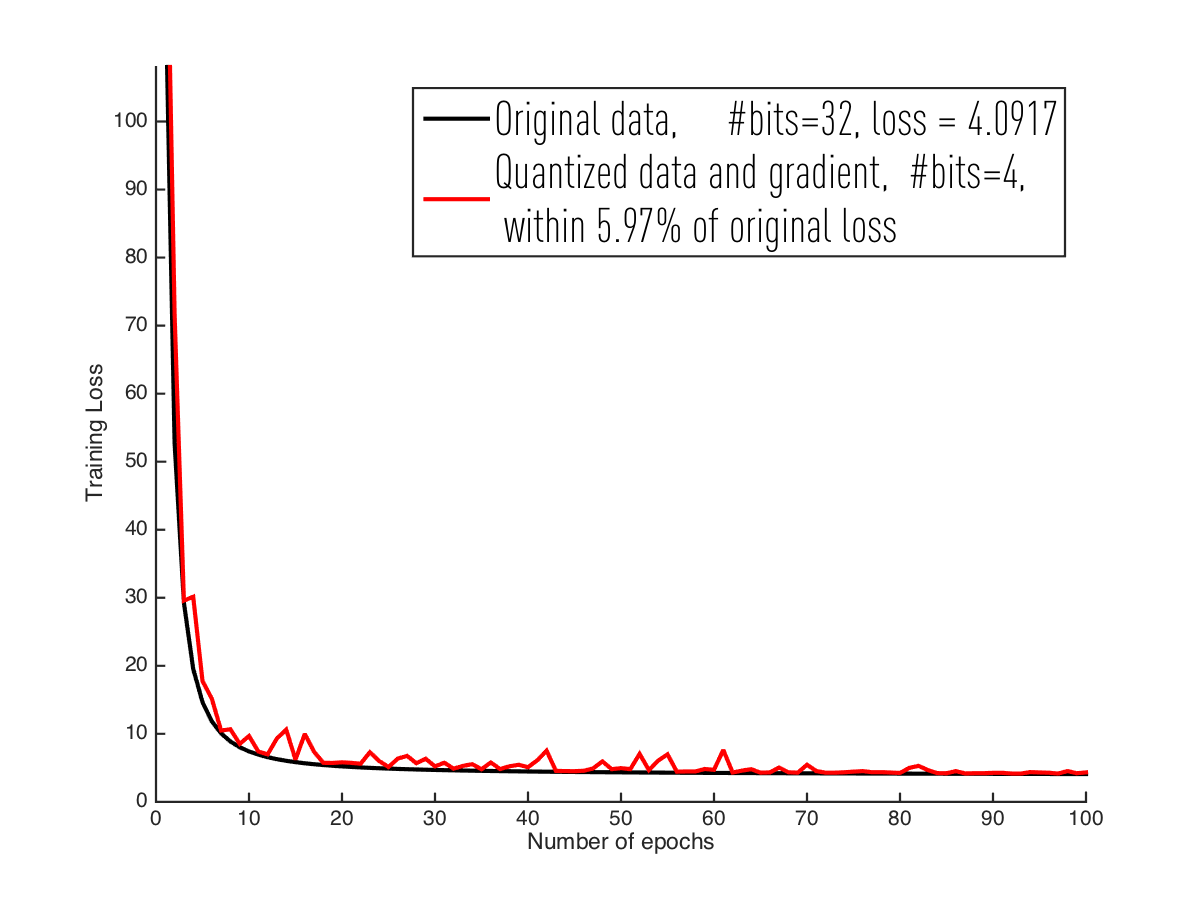 Original data, #bits=32, loss = 4.0917
Quantized data and gradient, #bits=4,
within 5.97% of original loss
100
90
80
70
60
50
40
30
20
10
0
Training Loss
0 10 20 30 40 50 60 70 80 90 100
Number of epochs